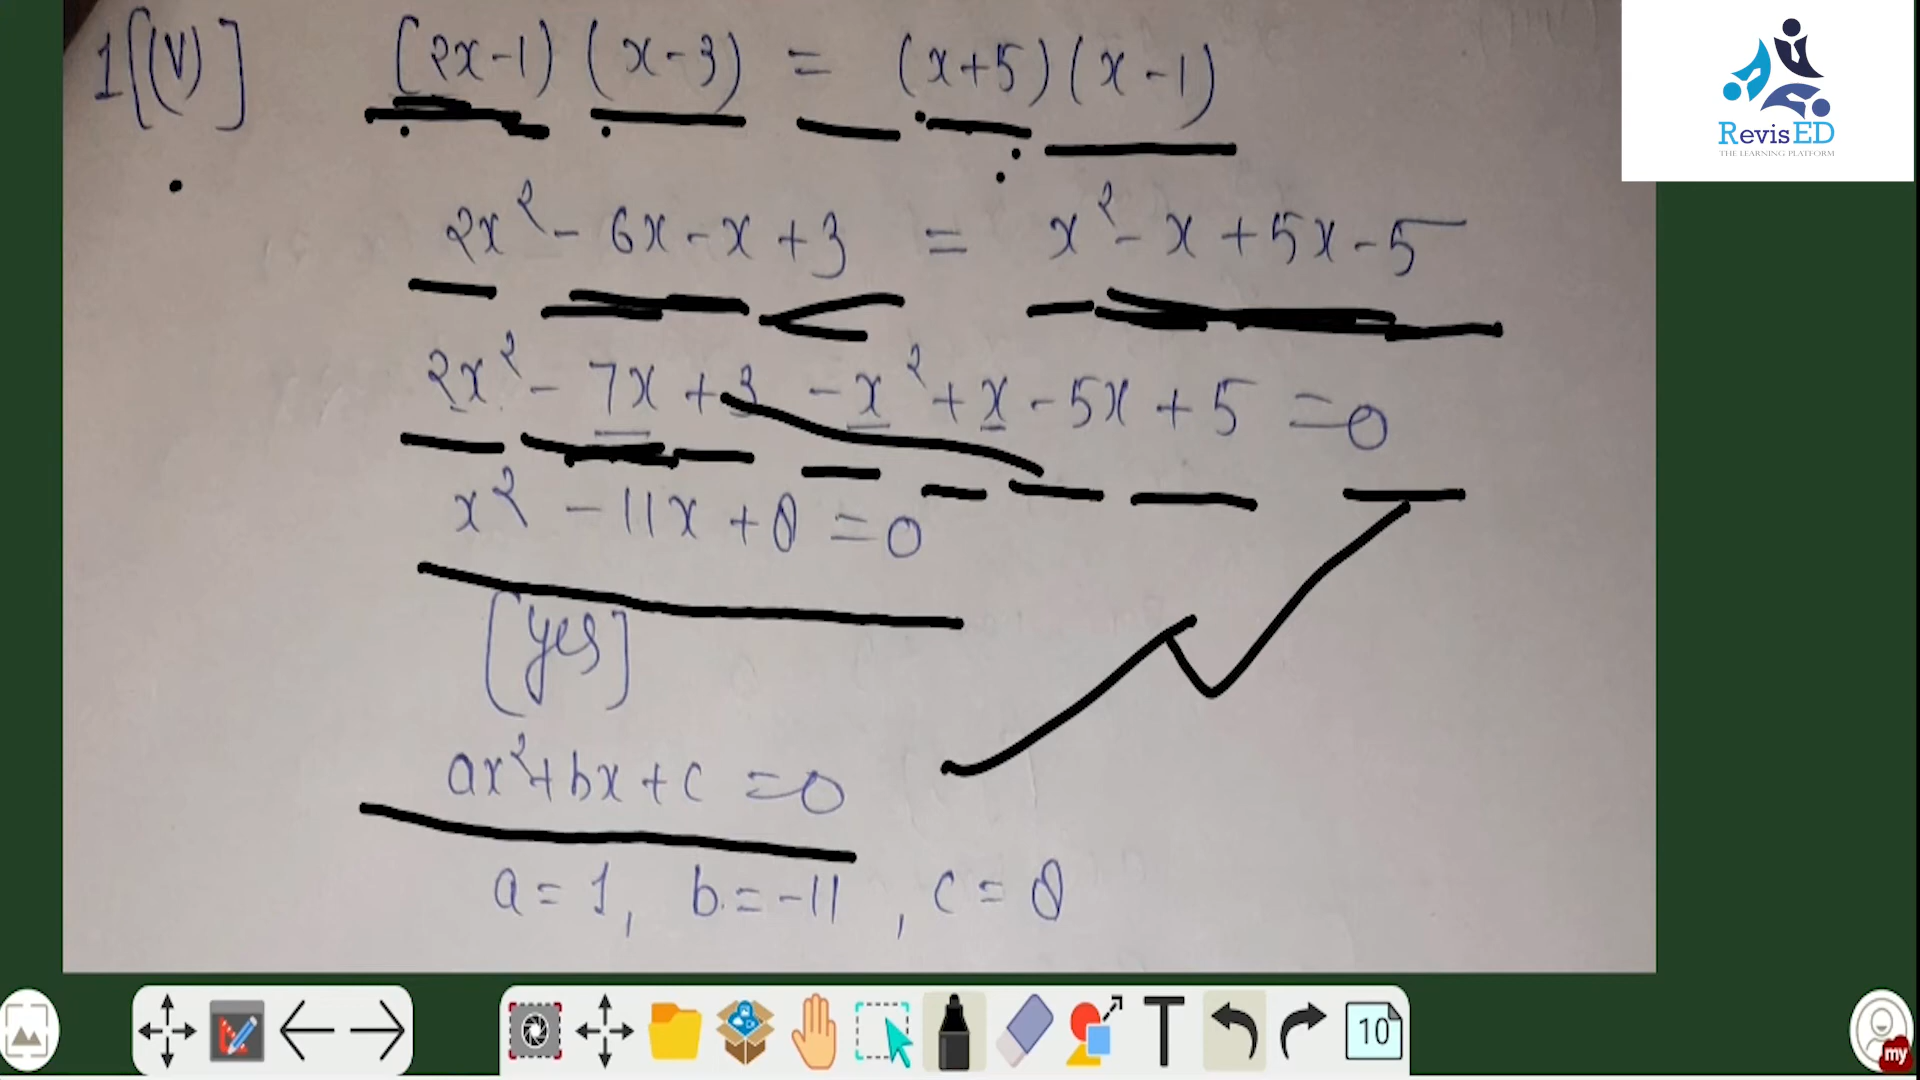 1[(V)] (2x-1) (x-3) = (x+5) (x-1)
RevisED
THE LEARNING PLATFORM
2x² - 6x - x + 3 = x² - x + 5x - 5
2x² - 7x + 3 - x² + x - 5x + 5 = 0
x² - 11x + 8 = 0
[yes]
ax² + bx + c = 0
a = 1, b = -11, c = 8
T
10
my